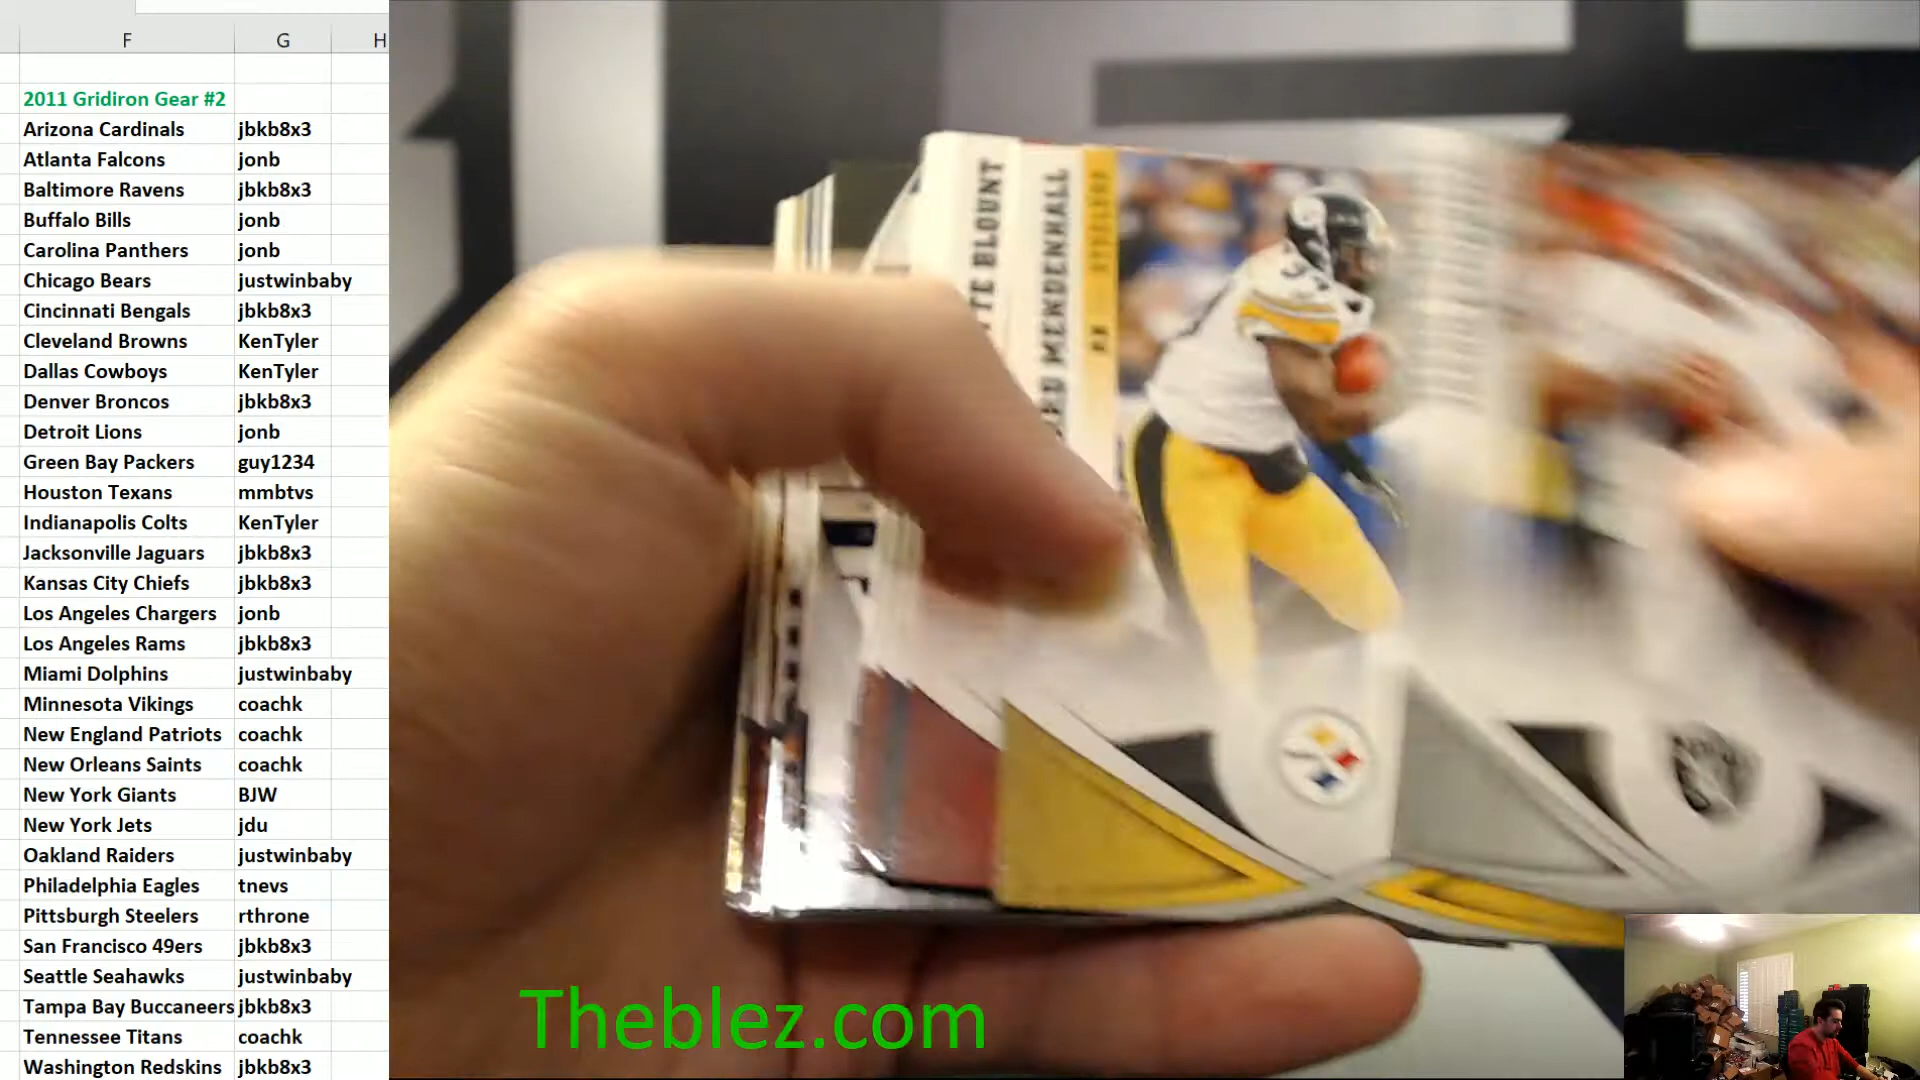 F G H
2011 Gridiron Gear #2
Arizona Cardinals jbkb8x3
Atlanta Falcons jonb
Baltimore Ravens jbkb8x3
Buffalo Bills jonb
Carolina Panthers jonb
Chicago Bears justwinbaby
Cincinnati Bengals jbkb8x3
Cleveland Browns KenTyler
Dallas Cowboys KenTyler
Denver Broncos jbkb8x3
Detroit Lions jonb
Green Bay Packers guy1234
Houston Texans mmbtvs
Indianapolis Colts KenTyler
Jacksonville Jaguars jbkb8x3
Kansas City Chiefs jbkb8x3
Los Angeles Chargers jonb
Los Angeles Rams jbkb8x3
Miami Dolphins justwinbaby
Minnesota Vikings coachk
New England Patriots coachk
New Orleans Saints coachk
New York Giants BJW
New York Jets jdu
Oakland Raiders justwinbaby
Philadelphia Eagles tnevs
Pittsburgh Steelers rthrone
San Francisco 49ers jbkb8x3
Seattle Seahawks justwinbaby
Tampa Bay Buccaneers jbkb8x3
Tennessee Titans coachk
Washington Redskins jbkb8x3
BLOUNT
MENDENHALL
STEELERS
Theblez.com